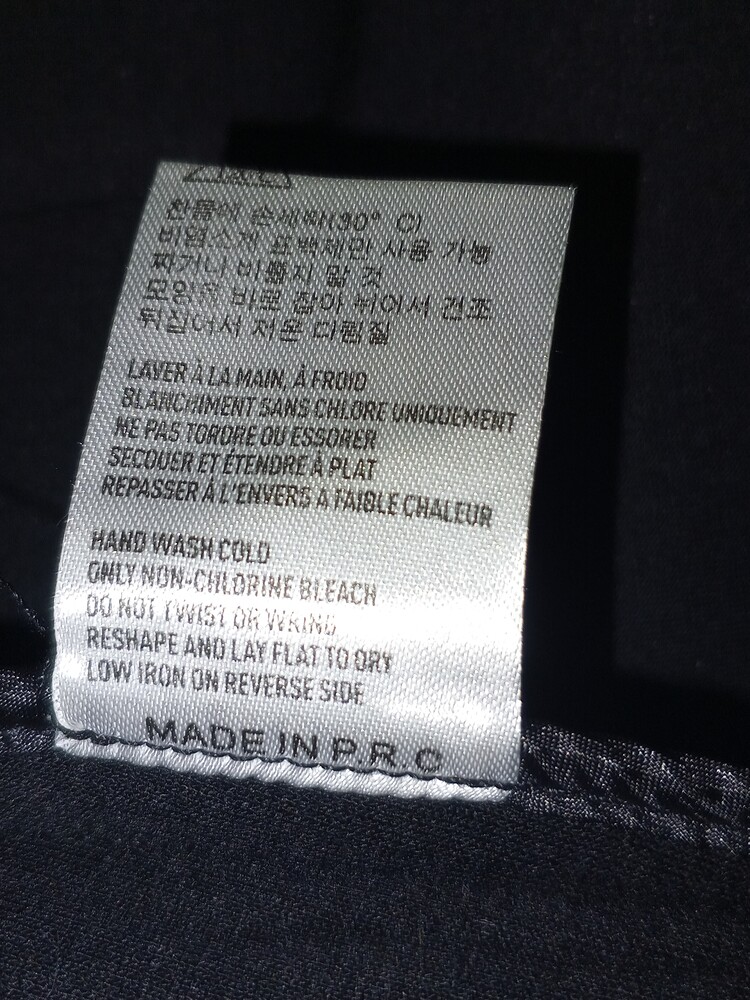 찬물에 손세탁(30° C)
비염소계 표백제만 사용 가능
짜거나 비틀지 말 것
모양을 바로 잡아 뉘어서 건조
뒤집어서 저온 다림질
LAVER À LA MAIN, À FROID
BLANCHIMENT SANS CHLORE UNIQUEMENT
NE PAS TORDRE OU ESSORER
SECOUER ET ÉTENDRE À PLAT
REPASSER À L'ENVERS A FAIBLE CHALEUR
HAND WASH COLD
ONLY NON-CHLORINE BLEACH
DO NOT TWIST OR WRING
RESHAPE AND LAY FLAT TO DRY
LOW IRON ON REVERSE SIDE
MADE IN P.R.C